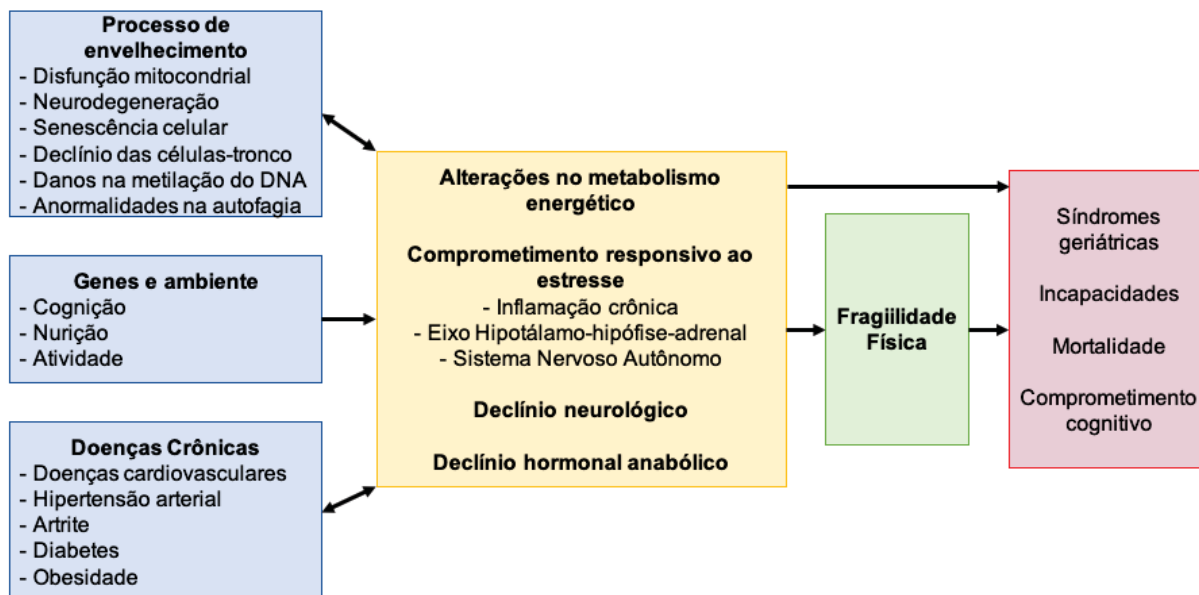 Processo de
envelhecimento
- Disfunção mitocondrial
- Neurodegeneração
- Senescência celular
- Declínio das células-tronco
- Danos na metilação do DNA
- Anormalidades na autofagia
Genes e ambiente
- Cognição
- Nurição
- Atividade
Doenças Crônicas
- Doenças cardiovasculares
- Hipertensão arterial
- Artrite
- Diabetes
- Obesidade
Alterações no metabolismo
energético
Comprometimento responsivo ao
estresse
- Inflamação crônica
- Eixo Hipotálamo-hipófise-adrenal
- Sistema Nervoso Autônomo
Declínio neurológico
Declínio hormonal anabólico
Fragiilidade
Física
Síndromes
geriátricas
Incapacidades
Mortalidade
Comprometimento
cognitivo